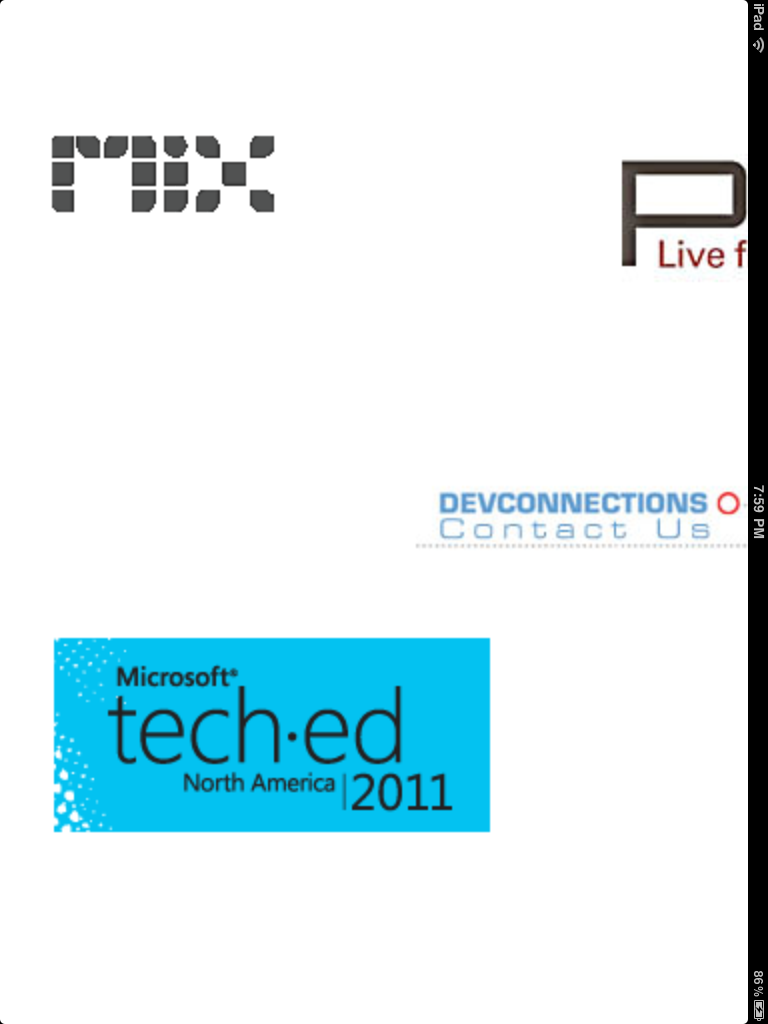 mix
P
Live f
DEVCONNECTIONS
Contact Us
Microsoft®
tech·ed
North America | 2011
iPad
7:59 PM
86%